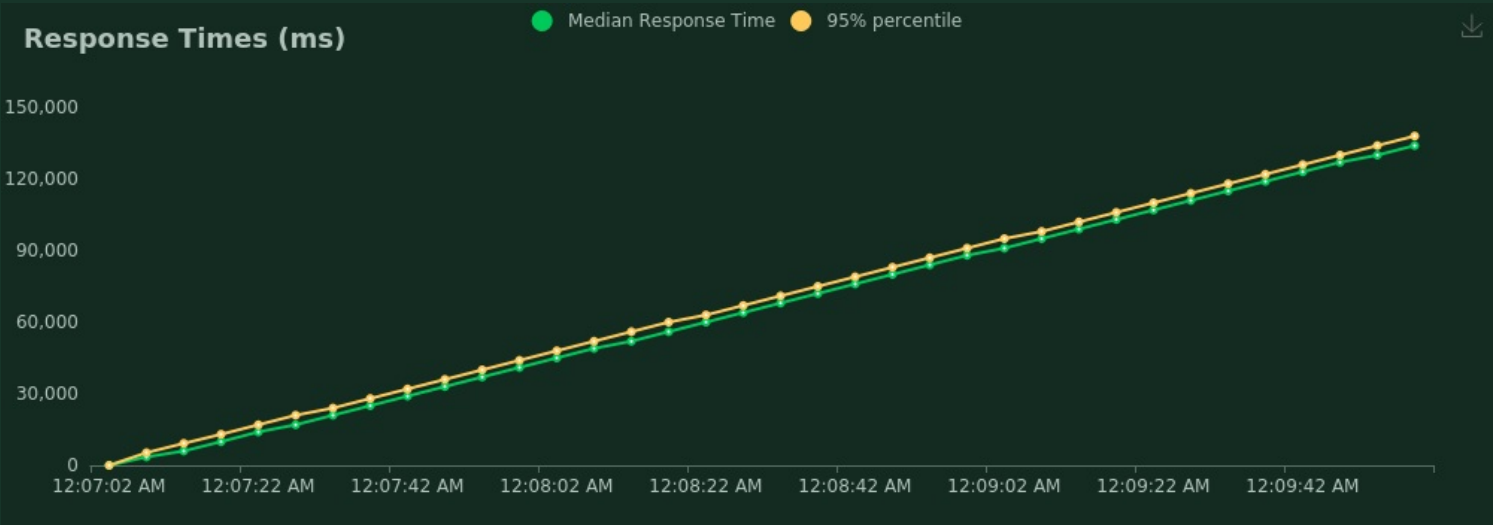 Median Response Time
95% percentile
Response Times (ms)
150,000
120,000
90,000
60,000
30,000
0
12:07:02 AM 12:07:22 AM 12:07:42 AM 12:08:02 AM 12:08:22 AM 12:08:42 AM 12:09:02 AM 12:09:22 AM 12:09:42 AM